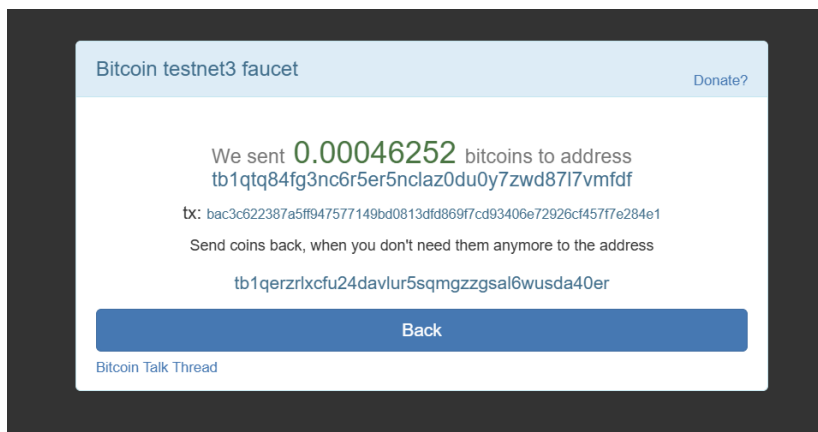 Bitcoin testnet3 faucet
Donate?
We sent 0.00046252 bitcoins to address
tb1qtq84fg3nc6r5er5nclaz0du0y7zwd87l7vmfdf
tx: bac3c622387a5ff947577149bd0813dfd869f7cd93406e72926cf457f7e284e1
Send coins back, when you don't need them anymore to the address
tb1qerzrlxcfu24davlur5sqmgzzgsal6wusda40er
Back
Bitcoin Talk Thread